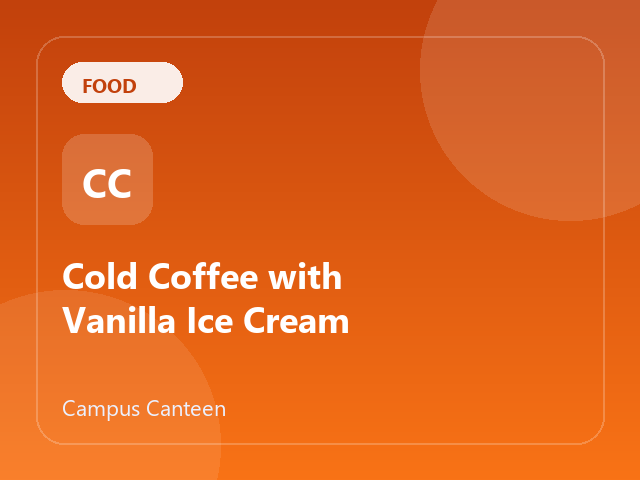 FOOD
CC
Cold Coffee with
Vanilla Ice Cream
Campus Canteen